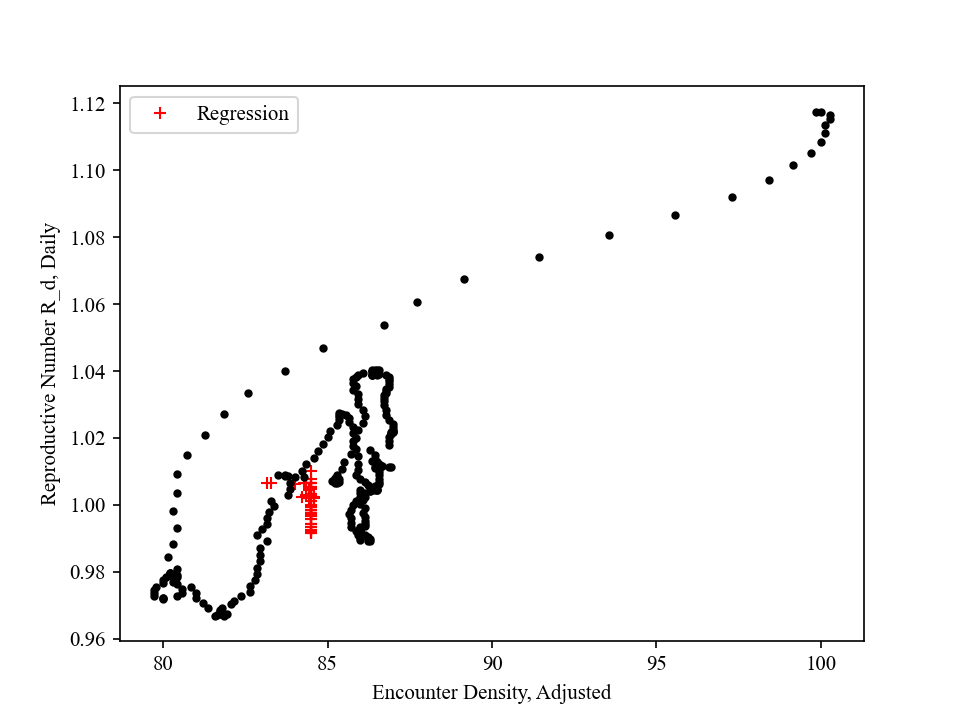 Regression
1.12
1.10
1.08
1.06
1.04
1.02
1.00
0.98
0.96
Reproductive Number R_d, Daily
80 85 90 95 100
Encounter Density, Adjusted